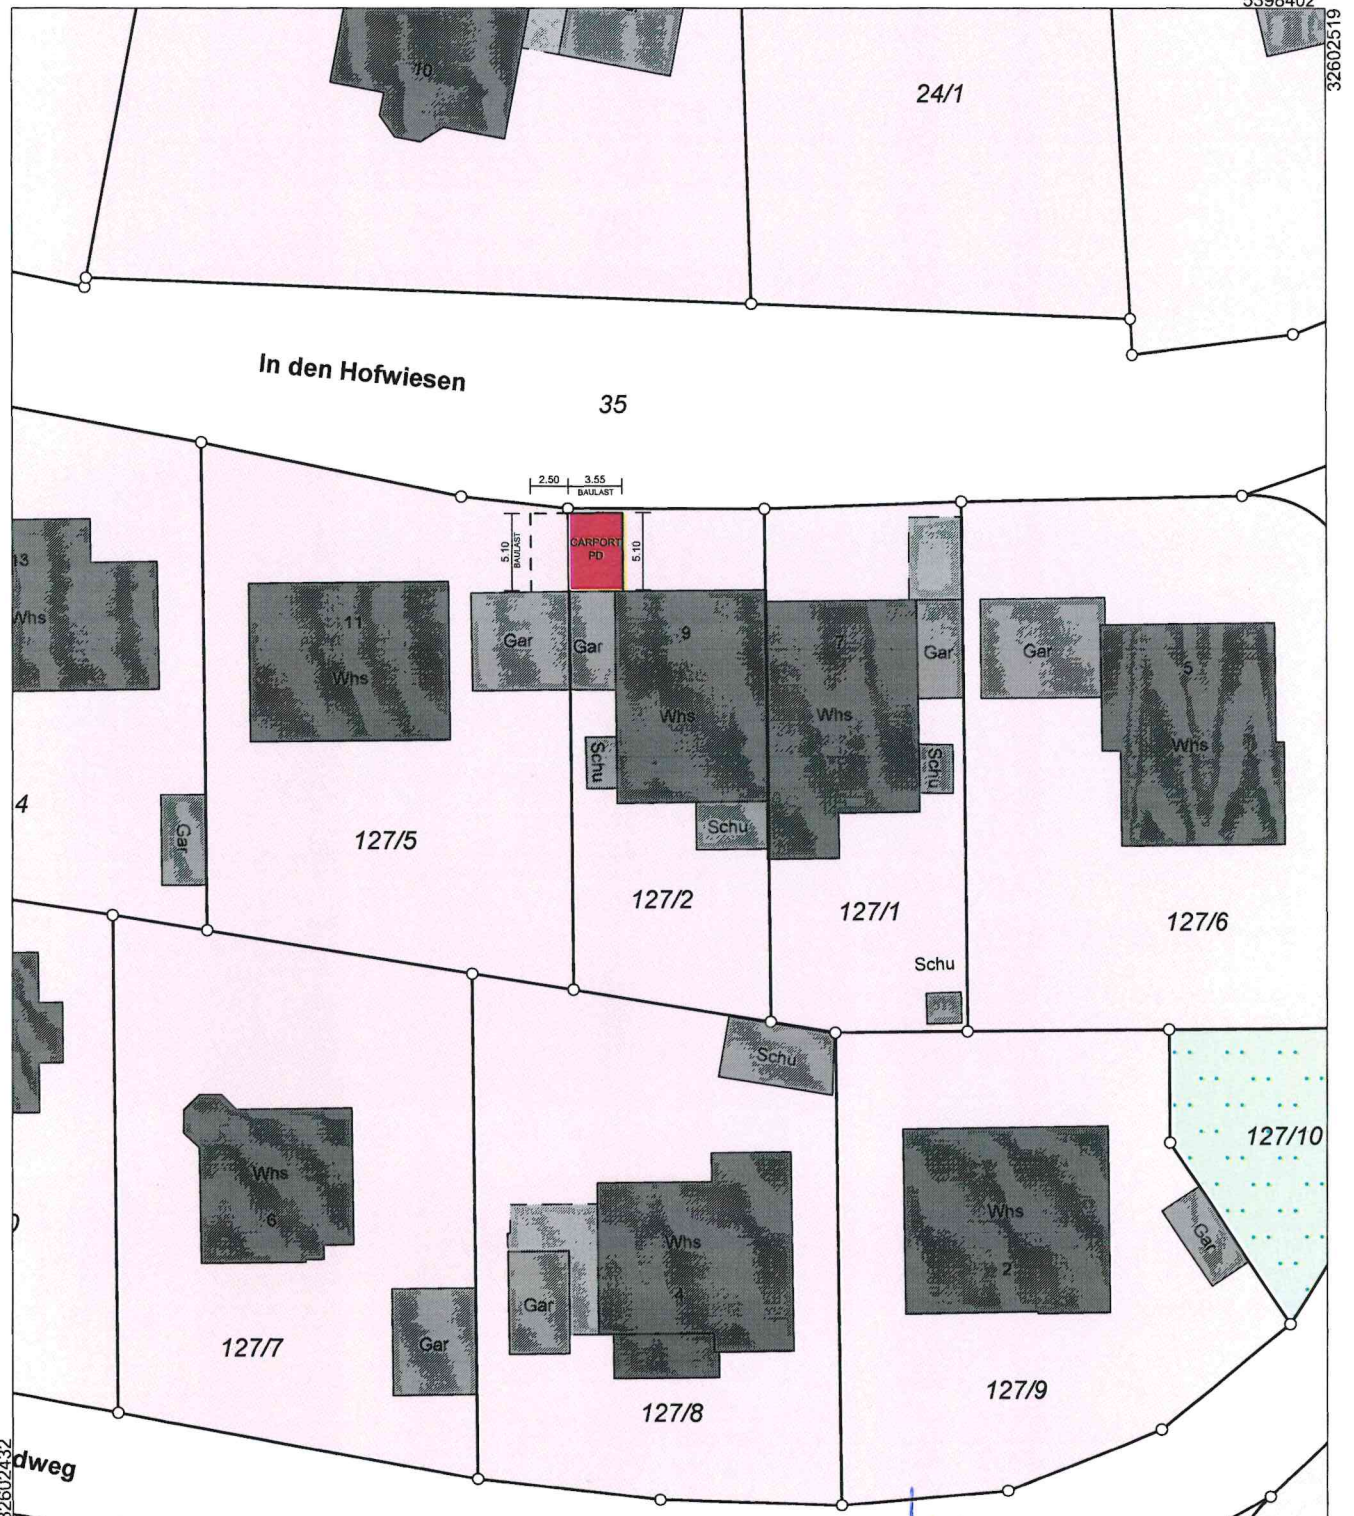 5398402
32602519
10
24/1
In den Hofwiesen
35
2.50
3.55
BAULAST
5.10
BAULAST
CARPORT
PD
5.10
13
Whs
11
Whs
Gar
Gar
9
Whs
7
Whs
Gar
Gar
5
Whs
Schu
Schu
Schu
4
Gar
127/5
127/2
127/1
127/6
Schu
Schu
127/10
Whs
6
Whs
4
Gar
Whs
2
Gar
Gar
127/7
127/8
127/9
dweg
32602432